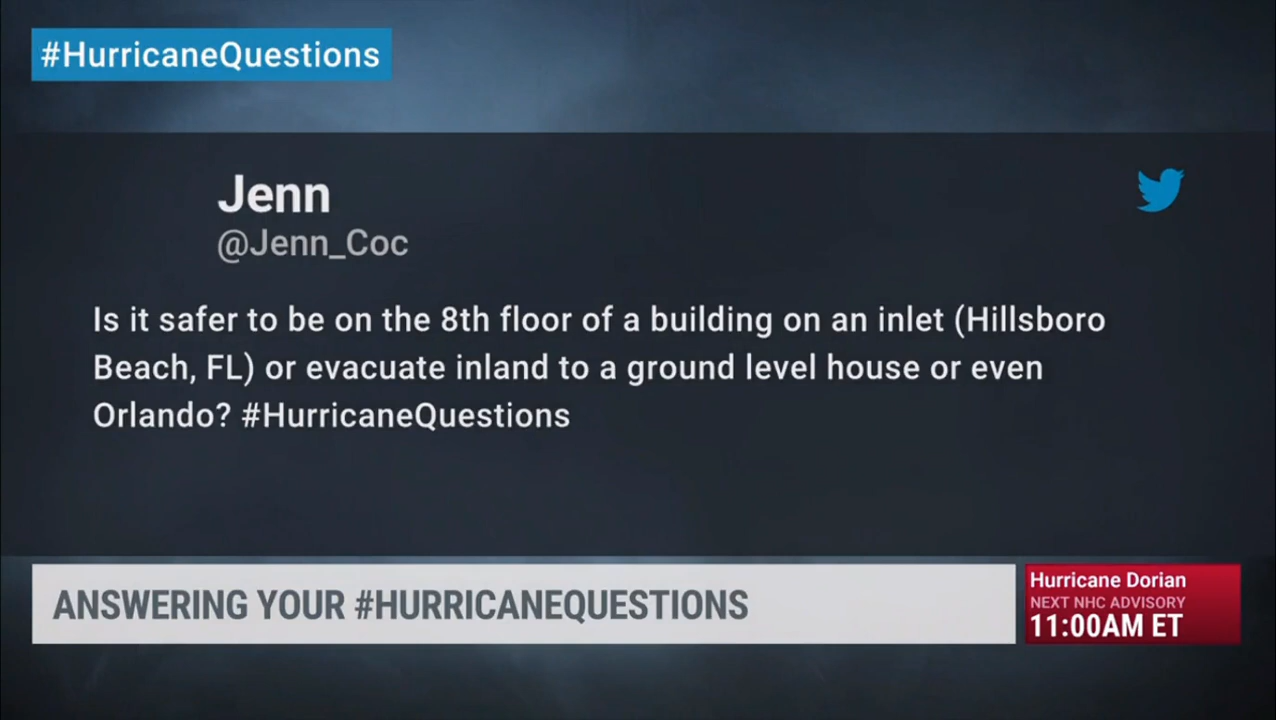 #HurricaneQuestions
Jenn
@Jenn_Coc
Is it safer to be on the 8th floor of a building on an inlet (Hillsboro
Beach, FL) or evacuate inland to a ground level house or even
Orlando? #HurricaneQuestions
ANSWERING YOUR #HURRICANEQUESTIONS
Hurricane Dorian
NEXT NHC ADVISORY
11:00AM ET